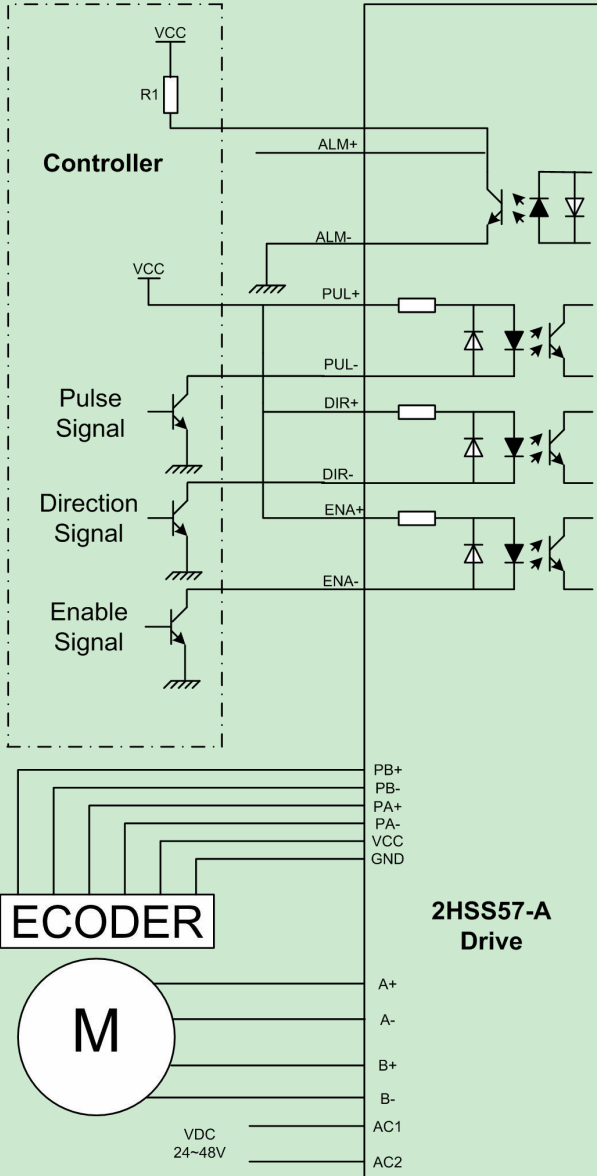 VCC
R1
Controller
ALM+
ALM-
VCC
PUL+
PUL-
Pulse
Signal
DIR+
DIR-
Direction
Signal
ENA+
ENA-
Enable
Signal
PB+
PB-
PA+
PA-
VCC
GND
ECODER
2HSS57-A
Drive
M
A+
A-
B+
B-
VDC
24~48V
AC1
AC2